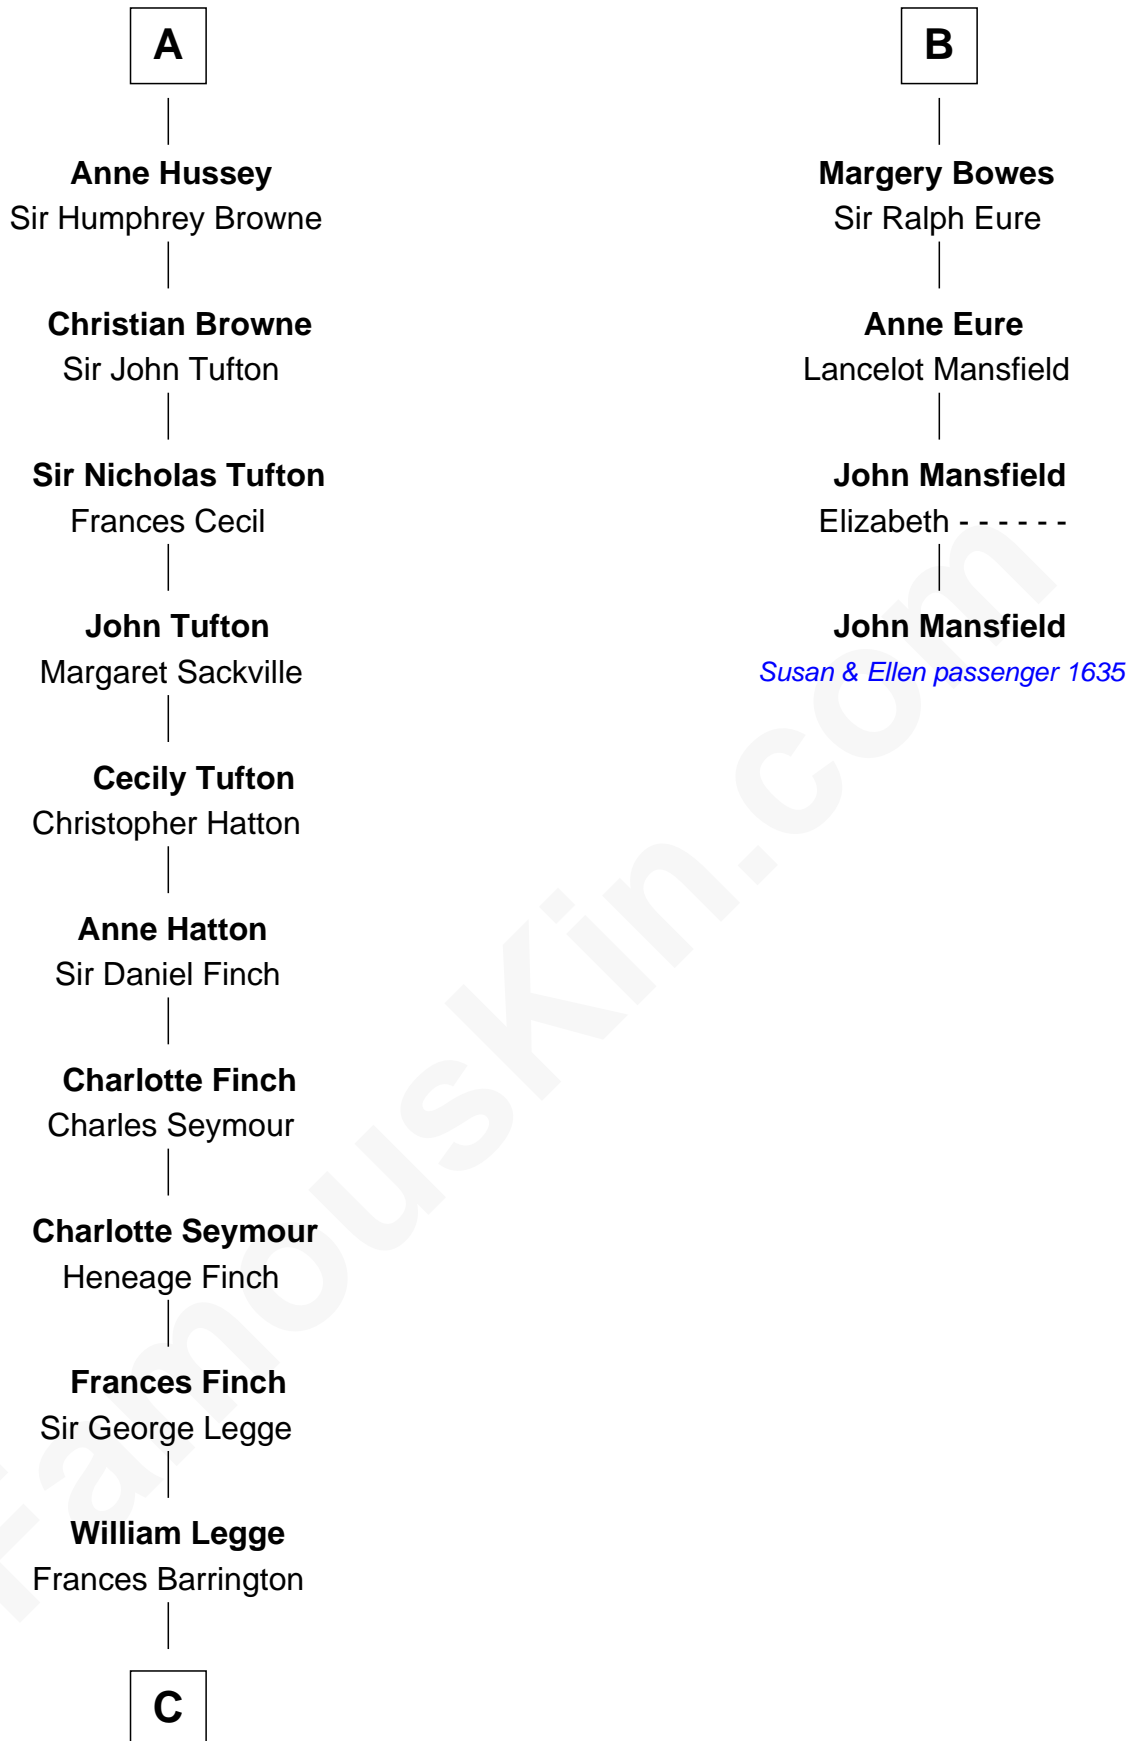 A
Anne Hussey
Sir Humphrey Browne
Christian Browne
Sir John Tufton
Sir Nicholas Tufton
Frances Cecil
John Tufton
Margaret Sackville
Cecily Tufton
Christopher Hatton
Anne Hatton
Sir Daniel Finch
Charlotte Finch
Charles Seymour
Charlotte Seymour
Heneage Finch
Frances Finch
Sir George Legge
William Legge
Frances Barrington
C
B
Margery Bowes
Sir Ralph Eure
Anne Eure
Lancelot Mansfield
John Mansfield
Elizabeth - - - - - -
John Mansfield
Susan & Ellen passenger 1635
FamousKin.com